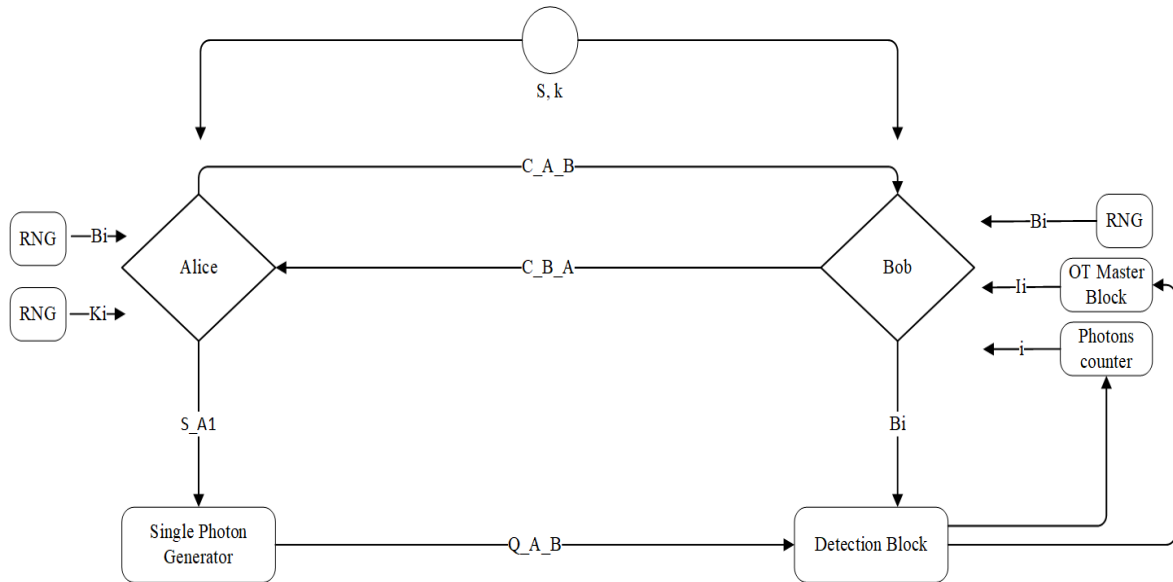 S, k
C_A_B
RNG
Bi
Bi
RNG
Alice
C_B_A
Bob
OT Master
Block
Ii
RNG
Ki
Photons
counter
i
S_A1
Bi
Single Photon
Generator
Q_A_B
Detection Block